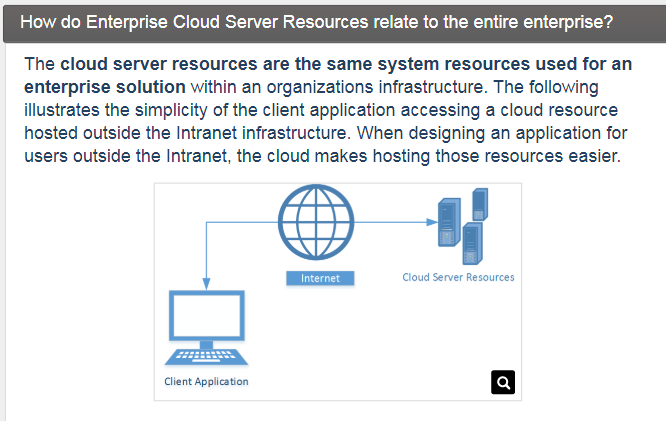 How do Enterprise Cloud Server Resources relate to the entire enterprise?
The cloud server resources are the same system resources used for an
enterprise solution within an organizations infrastructure. The following
illustrates the simplicity of the client application accessing a cloud resource
hosted outside the Intranet infrastructure. When designing an application for
users outside the Intranet, the cloud makes hosting those resources easier.
Internet
Cloud Server Resources
Client Application